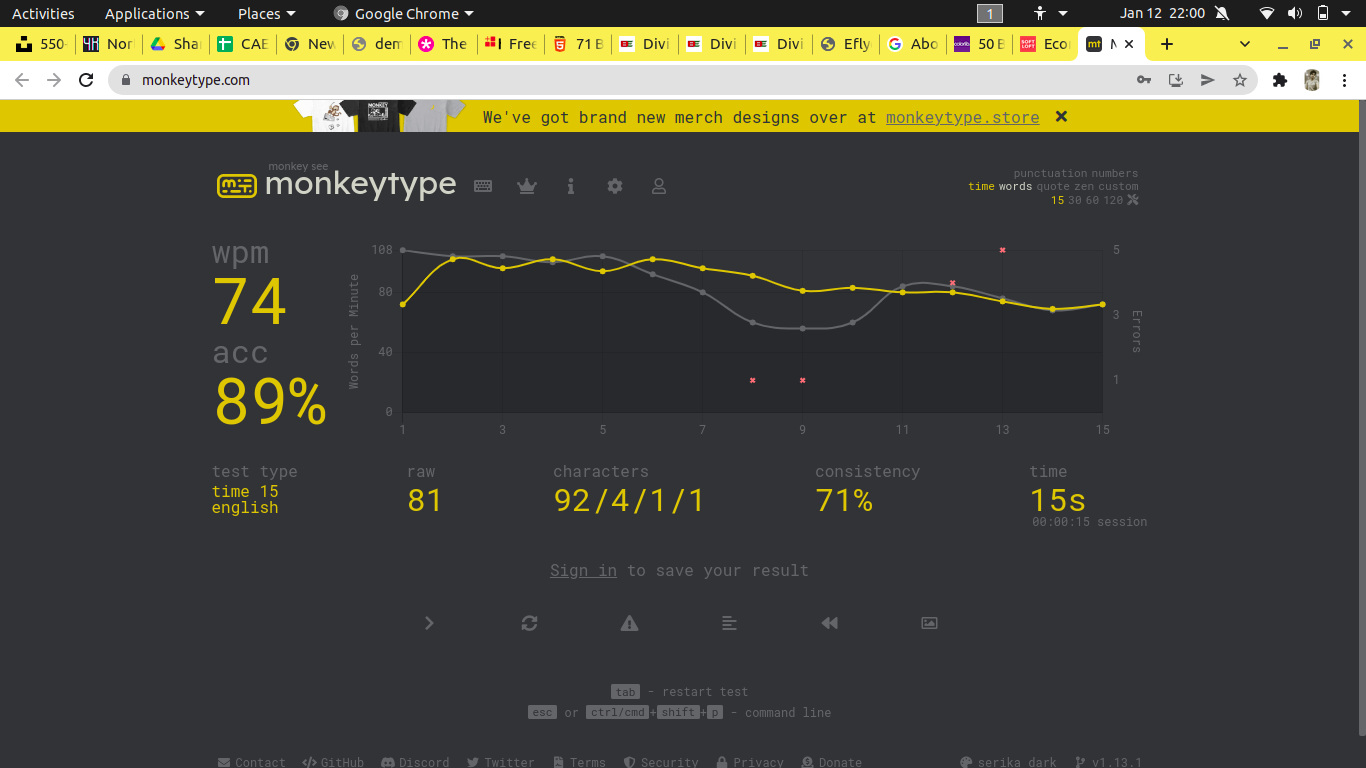 Activities Applications Places Google Chrome 1 Jan 12 22:00
550- Nor Sha CAE New dem The Free 71 B Divi Divi Divi Efly Abo 50 B Eco
monkeytype.com
We've got brand new merch designs over at monkeytype.store
monkey see
monkeytype
punctuation numbers
time words quote zen custom
15 30 60 120
wpm
74
acc
89%
Words per Minute
108
80
40
0
1 3 5 7 9 11 13 15
5
3
1
Errors
test type
time 15
english
raw
81
characters
92/4/1/1
consistency
71%
time
15s
00:00:15 session
Sign in to save your result
tab - restart test
esc or ctrl/cmd+shift+p - command line
Contact GitHub Discord Twitter Terms Security Privacy Donate serika dark v1.13.1